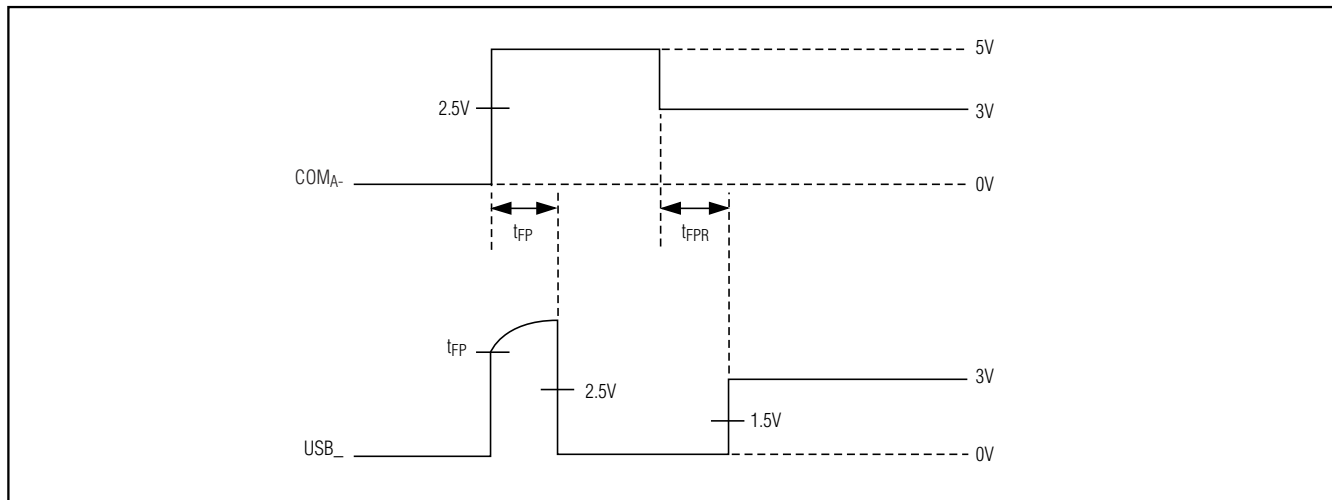 5V
2.5V
3V
COMA-
0V
tFP
tFPR
tFP
3V
2.5V
1.5V
USB_
0V